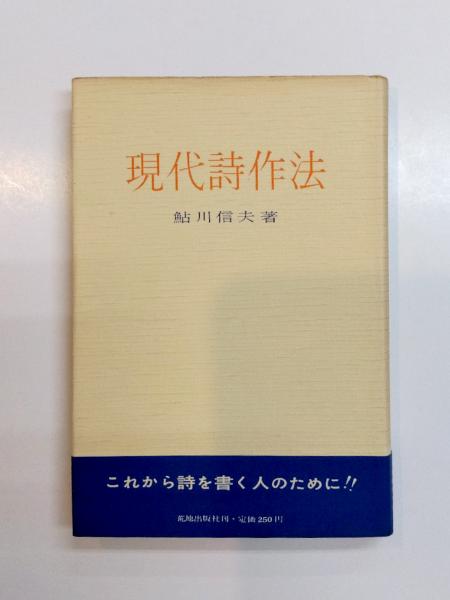 現代詩作法
鮎川信夫著
これから詩を書く人のために!!
荒地出版社刊・定価250円